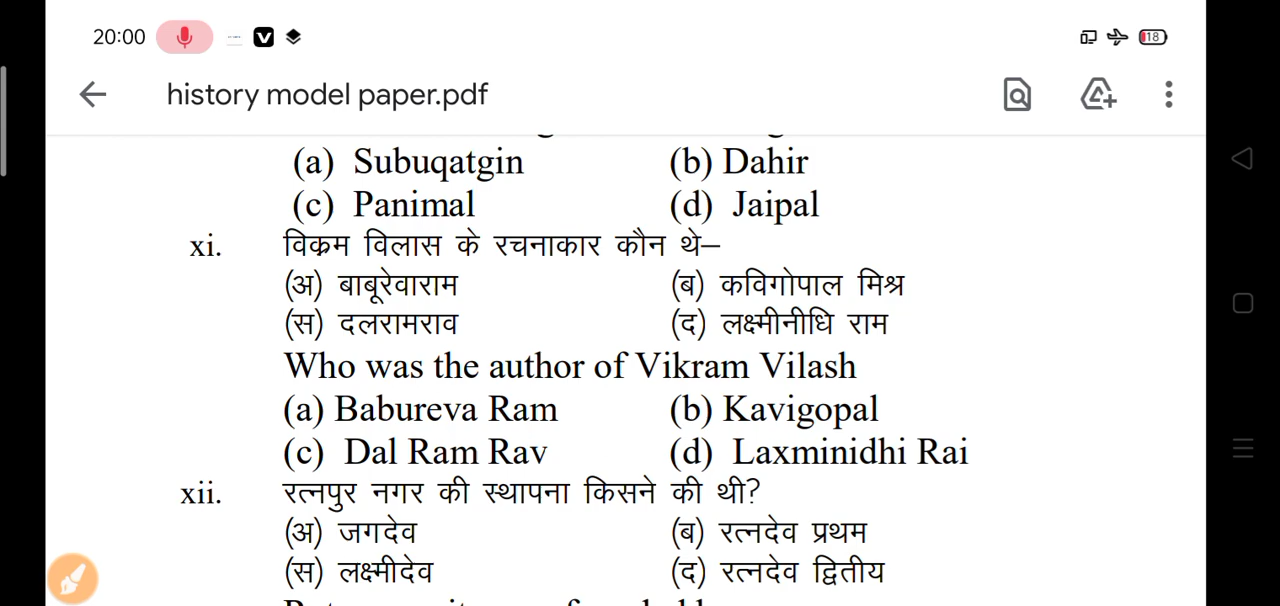 20:00 18
history model paper.pdf
(a) Subuqatgin (b) Dahir
(c) Panimal (d) Jaipal
xi. विक्रम विलास के रचनाकार कौन थे–
(अ) बाबूरेवाराम (ब) कविगोपाल मिश्र
(स) दलरामराव (द) लक्ष्मीनीधि राम
Who was the author of Vikram Vilash
(a) Babureva Ram (b) Kavigopal
(c) Dal Ram Rav (d) Laxminidhi Rai
xii. रत्नपुर नगर की स्थापना किसने की थी?
(अ) जगदेव (ब) रत्नदेव प्रथम
(स) लक्ष्मीदेव (द) रत्नदेव द्वितीय